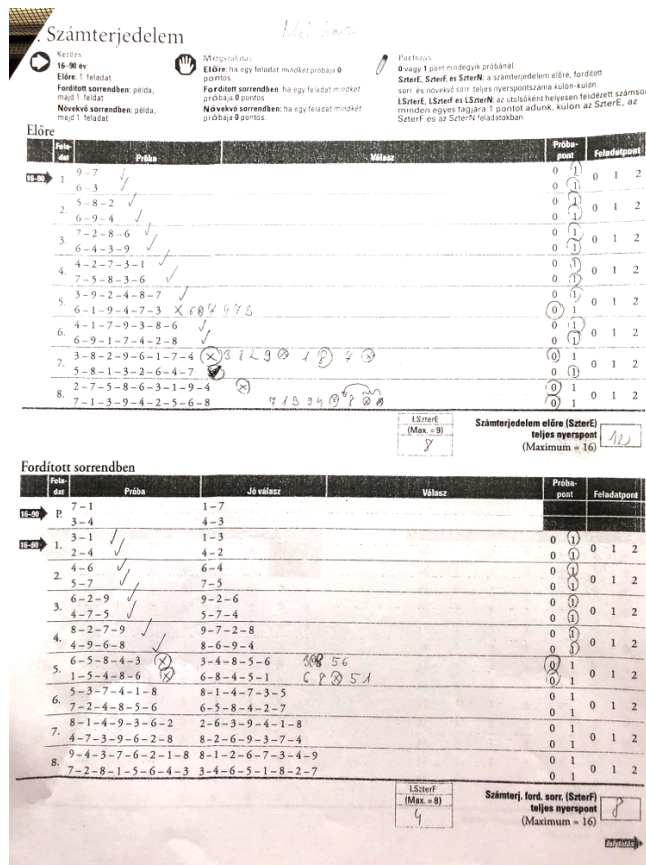 Számterjedelem
Kezdés
16–90 év
Előre: 1 feladat
Fordított sorrendben: példa,
majd 1. faldat
Növekvő sorrendben: példa,
majd 1. feladat
Megszakítás
Előre: ha egy feladat mindkét próbája 0
pontos
Fordított sorrendben: ha egy feladat mindkét
próbája 0 pontos
Növekvő sorrendben: ha egy feladat mindkét
próbája 0 pontos.
Pontozás
0 vagy 1 pont mindegyik próbánál
SzterE, SzterF és SzterN: a számterjedelem előre, fordított
sorr. és növekvő sorr. teljes nyerspontszáma külön-külön
LSzterE, LSzterF és LSzterN: az utolsóként helyesen felidézett számsor
minden egyes tagjára 1 pontot adunk, külön az SzterE, az
SzterF és az SzterN feladatokban.
Előre
Fela-
dat
Próba
Válasz
Próba-
pont
Feladatpont
16–90 1. 9 – 7 0 1 0 1 2
6 – 3 0 1
2. 5 – 8 – 2 0 1 0 1 2
6 – 9 – 4 0 1
3. 7 – 2 – 8 – 6 0 1 0 1 2
6 – 4 – 3 – 9 0 1
4. 4 – 2 – 7 – 3 – 1 0 1 0 1 2
7 – 5 – 8 – 3 – 6 0 1
5. 3 – 9 – 2 – 4 – 8 – 7 0 1 0 1 2
6 – 1 – 9 – 4 – 7 – 3 0 1
6. 4 – 1 – 7 – 9 – 3 – 8 – 6 0 1 0 1 2
6 – 9 – 1 – 7 – 4 – 2 – 8 0 1
7. 3 – 8 – 2 – 9 – 6 – 1 – 7 – 4 0 1 0 1 2
5 – 8 – 1 – 3 – 2 – 6 – 4 – 7 0 1
8. 2 – 7 – 5 – 8 – 6 – 3 – 1 – 9 – 4 0 1 0 1 2
7 – 1 – 3 – 9 – 4 – 2 – 5 – 6 – 8 0 1
LSzterE
(Max. = 9)
8
Számterjedelem előre (SzterE)
teljes nyerspont
(Maximum = 16)
12
Fordított sorrendben
Fela-
dat
Próba
Jó válasz
Válasz
Próba-
pont
Feladatpont
16–90 P. 7 – 1 1 – 7
3 – 4 4 – 3
16–90 1. 3 – 1 1 – 3 0 1 0 1 2
2 – 4 4 – 2 0 1
2. 4 – 6 6 – 4 0 1 0 1 2
5 – 7 7 – 5 0 1
3. 6 – 2 – 9 9 – 2 – 6 0 1 0 1 2
4 – 7 – 5 5 – 7 – 4 0 1
4. 8 – 2 – 7 – 9 9 – 7 – 2 – 8 0 1 0 1 2
4 – 9 – 6 – 8 8 – 6 – 9 – 4 0 1
5. 6 – 5 – 8 – 4 – 3 3 – 4 – 8 – 5 – 6 0 1 0 1 2
1 – 5 – 4 – 8 – 6 6 – 8 – 4 – 5 – 1 0 1
6. 5 – 3 – 7 – 4 – 1 – 8 8 – 1 – 4 – 7 – 3 – 5 0 1 0 1 2
7 – 2 – 4 – 8 – 5 – 6 6 – 5 – 8 – 4 – 2 – 7 0 1
7. 8 – 1 – 4 – 9 – 3 – 6 – 2 2 – 6 – 3 – 9 – 4 – 1 – 8 0 1 0 1 2
4 – 7 – 3 – 9 – 6 – 2 – 8 8 – 2 – 6 – 9 – 3 – 7 – 4 0 1
8. 9 – 4 – 3 – 7 – 6 – 2 – 1 – 8 8 – 1 – 2 – 6 – 7 – 3 – 4 – 9 0 1 0 1 2
7 – 2 – 8 – 1 – 5 – 6 – 4 – 3 3 – 4 – 6 – 5 – 1 – 8 – 2 – 7 0 1
LSzterF
(Max. = 8)
4
Számterj. ford. sorr. (SzterF)
teljes nyerspont
(Maximum = 16)
8
folytatás